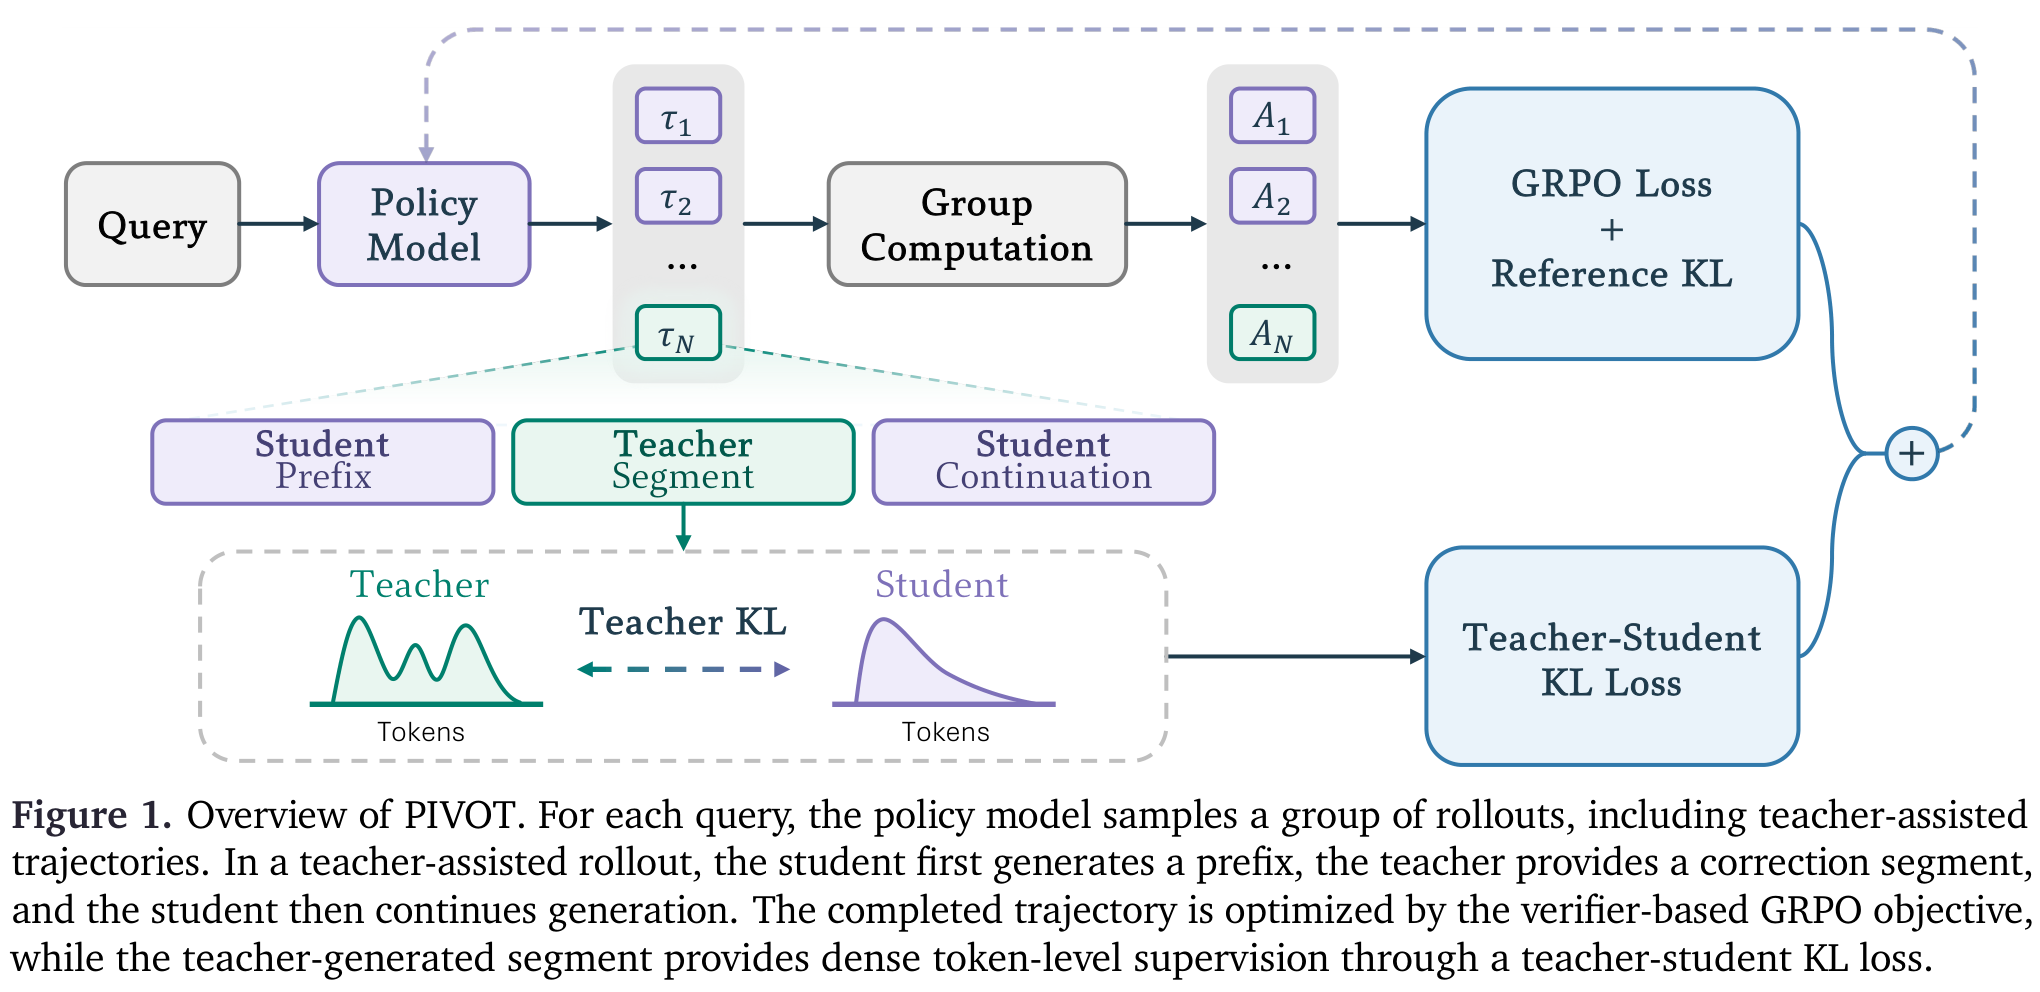 Query
Policy
Model
τ1
τ2
...
τN
Group
Computation
A1
A2
...
AN
GRPO Loss
+
Reference KL
Student
Prefix
Teacher
Segment
Student
Continuation
+
Teacher
Tokens
Teacher KL
Student
Tokens
Teacher-Student
KL Loss
Figure 1. Overview of PIVOT. For each query, the policy model samples a group of rollouts, including teacher-assisted
trajectories. In a teacher-assisted rollout, the student first generates a prefix, the teacher provides a correction segment,
and the student then continues generation. The completed trajectory is optimized by the verifier-based GRPO objective,
while the teacher-generated segment provides dense token-level supervision through a teacher-student KL loss.